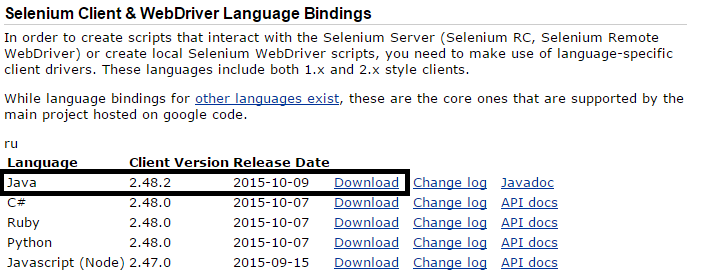 Selenium Client & WebDriver Language Bindings
In order to create scripts that interact with the Selenium Server (Selenium RC, Selenium Remote
WebDriver) or create local Selenium WebDriver scripts, you need to make use of language-specific
client drivers. These languages include both 1.x and 2.x style clients.
While language bindings for other languages exist, these are the core ones that are supported by the
main project hosted on google code.
ru
Language Client Version Release Date
Java 2.48.2 2015-10-09 Download Change log Javadoc
C# 2.48.0 2015-10-07 Download Change log API docs
Ruby 2.48.0 2015-10-07 Download Change log API docs
Python 2.48.0 2015-10-07 Download Change log API docs
Javascript (Node) 2.47.0 2015-09-15 Download Change log API docs